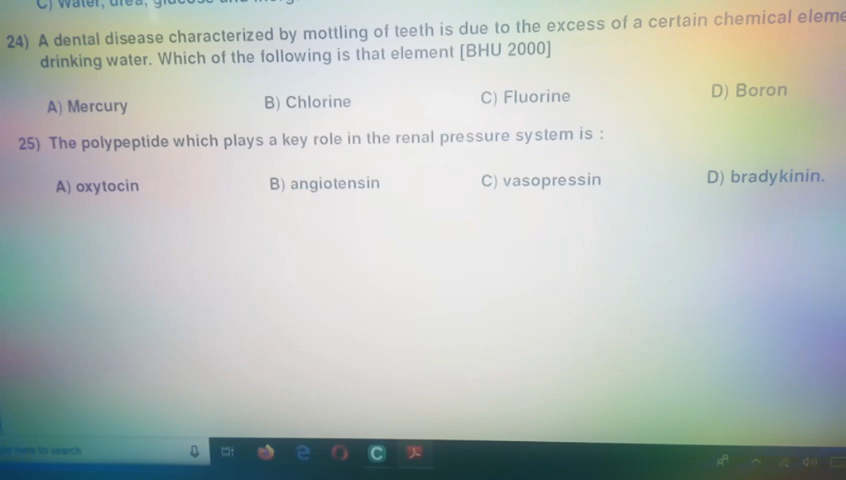 C) Water, urea,
24) A dental disease characterized by mottling of teeth is due to the excess of a certain chemical eleme
drinking water. Which of the following is that element [BHU 2000]
A) Mercury B) Chlorine C) Fluorine D) Boron
25) The polypeptide which plays a key role in the renal pressure system is :
A) oxytocin B) angiotensin C) vasopressin D) bradykinin.
here to search